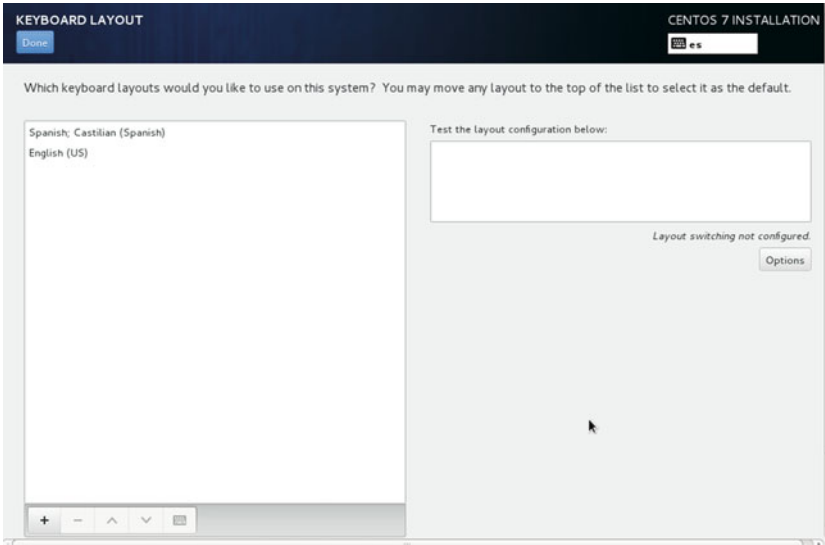 KEYBOARD LAYOUT
Done
CENTOS 7 INSTALLATION
es
Which keyboard layouts would you like to use on this system? You may move any layout to the top of the list to select it as the default.
Spanish; Castilian (Spanish)
English (US)
Test the layout configuration below:
Layout switching not configured.
Options